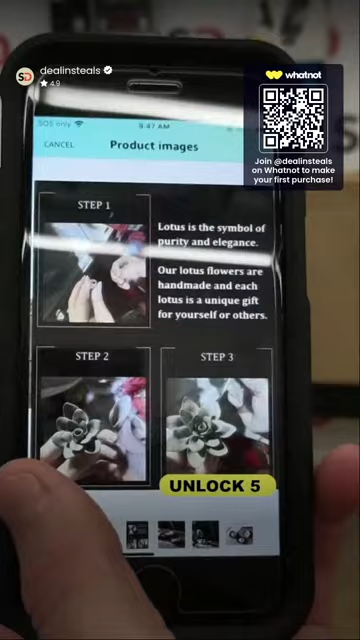 dealinsteals
★ 4.9
whatnot
Join @dealinsteals
on Whatnot to make
your first purchase!
SOS only
9:47 AM
CANCEL
Product images
STEP 1
Lotus is the symbol of
purity and elegance.
Our lotus flowers are
handmade and each
lotus is a unique gift
for yourself or others.
STEP 2
STEP 3
UNLOCK 5